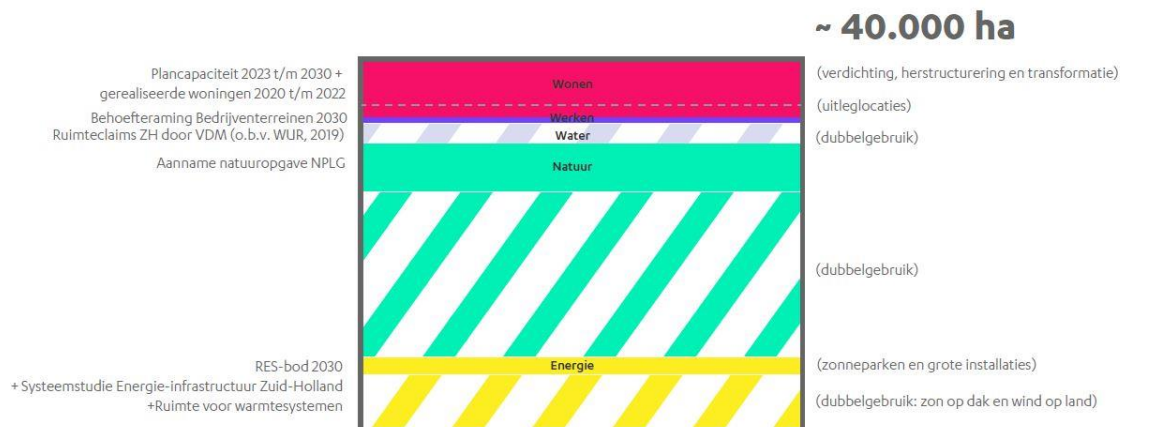 ~ 40.000 ha
Plancapaciteit 2023 t/m 2030 +
gerealiseerde woningen 2020 t/m 2022
Wonen
(verdichting, herstructurering en transformatie)
(uitleglocaties)
Behoefteraming Bedrijventerreinen 2030
Werken
Ruimteclaims ZH door VDM (o.b.v. WUR, 2019)
Water
(dubbelgebruik)
Aanname natuuropgave NPLG
Natuur
(dubbelgebruik)
RES-bod 2030
Energie
(zonneparken en grote installaties)
+ Systeemstudie Energie-infrastructuur Zuid-Holland
+Ruimte voor warmtesystemen
(dubbelgebruik: zon op dak en wind op land)